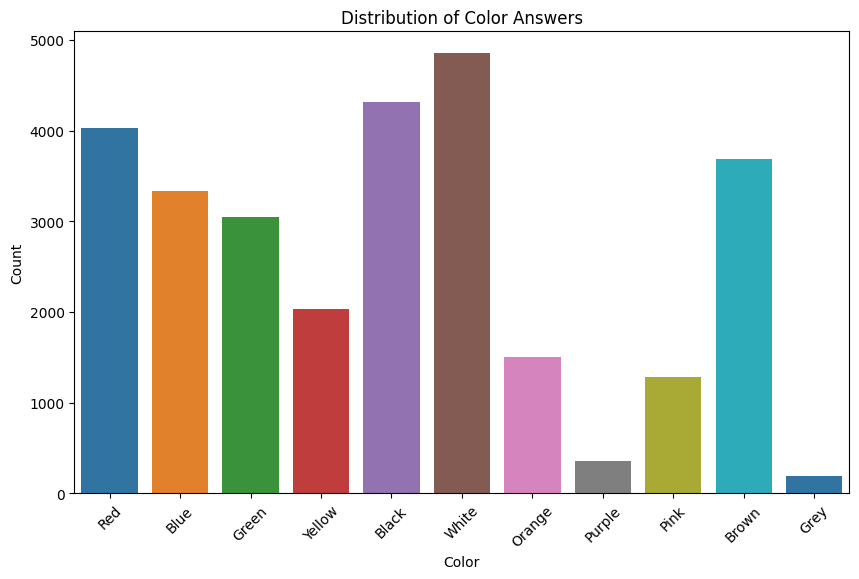 Distribution of Color Answers
Count
5000
4000
3000
2000
1000
0
Red Blue Green Yellow Black White Orange Purple Pink Brown Grey
Color